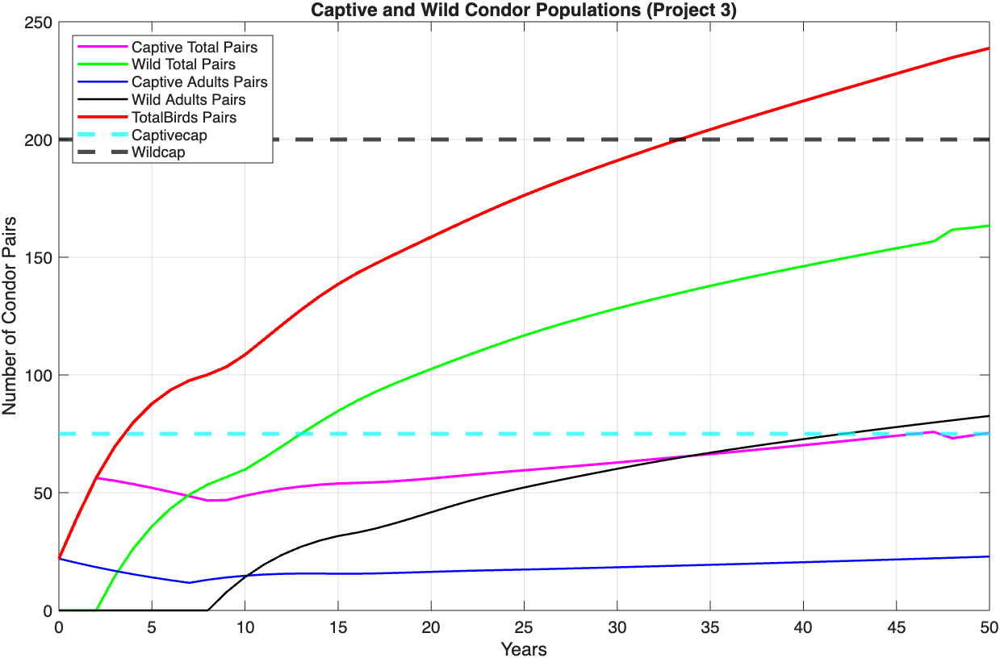 Captive and Wild Condor Populations (Project 3)
250
200
150
100
50
0
Number of Condor Pairs
Captive Total Pairs
Wild Total Pairs
Captive Adults Pairs
Wild Adults Pairs
TotalBirds Pairs
Captivecap
Wildcap
0 5 10 15 20 25 30 35 40 45 50
Years